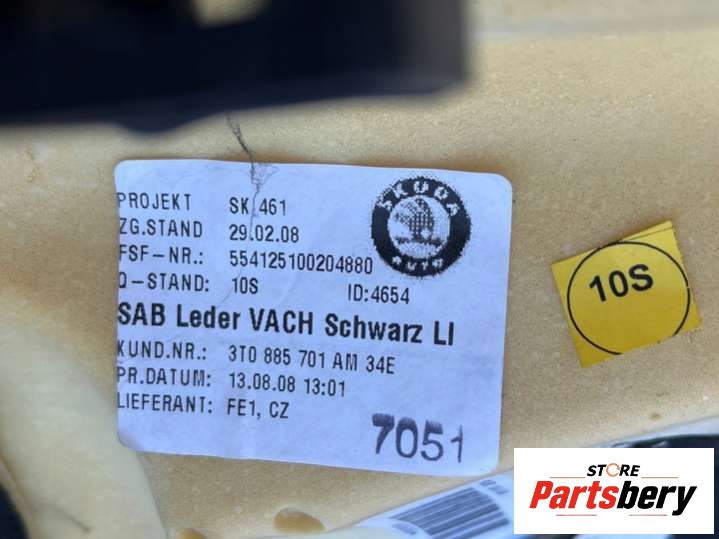 PROJEKT SK 461
ZG.STAND 29.02.08
FSF-NR.: 554125100204880
Q-STAND: 10S ID:4654
SAB Leder VACH Schwarz LI
KUND.NR.: 3T0 885 701 AM 34E
PR.DATUM: 13.08.08 13:01
LIEFERANT: FE1, CZ
7051
SKODA
AUTO
10S
STORE
Partsbery